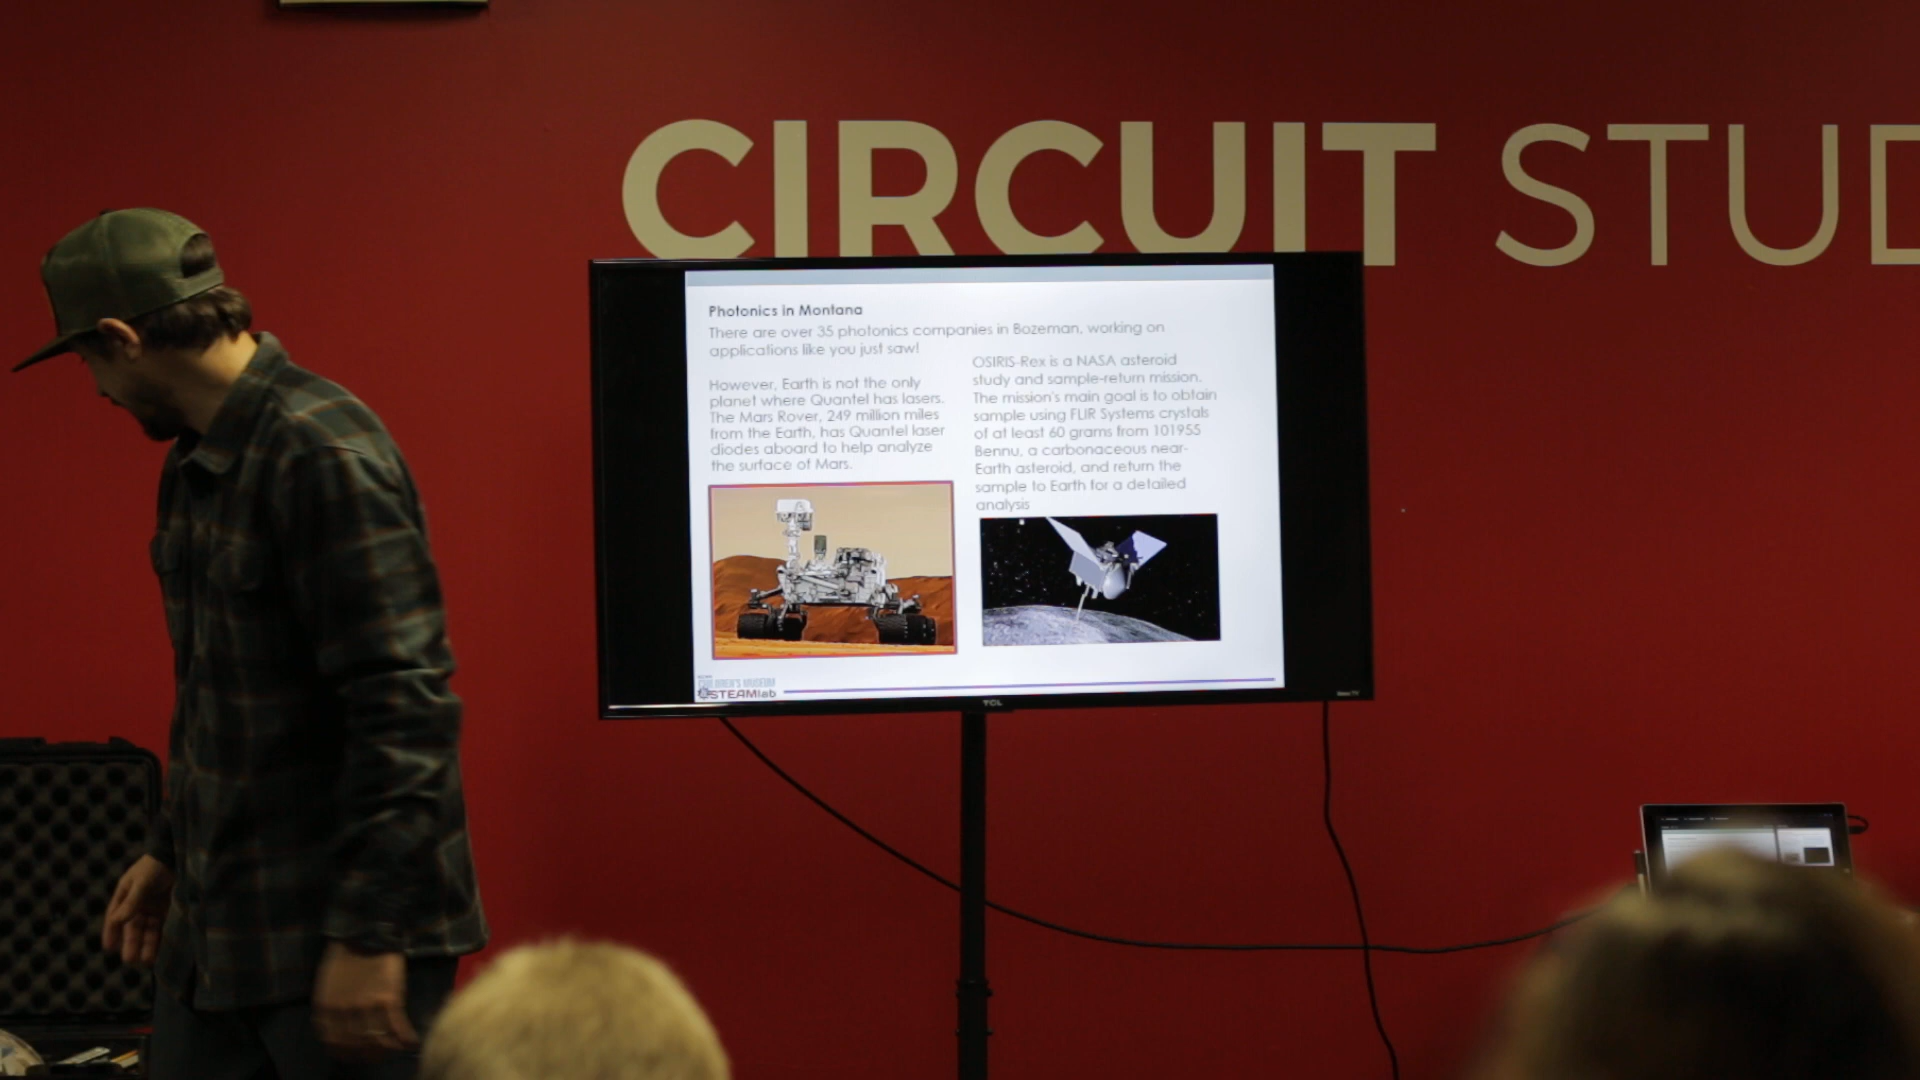 CIRCUIT STUD
Photonics in Montana
There are over 35 photonics companies in Bozeman, working on
applications like you just saw!
However, Earth is not the only
planet where Quantel has lasers.
The Mars Rover, 249 million miles
from the Earth, has Quantel laser
diodes aboard to help analyze
the surface of Mars.
OSIRIS-Rex is a NASA asteroid
study and sample-return mission.
The mission's main goal is to obtain
sample using FLIR Systems crystals
of at least 60 grams from 101955
Bennu, a carbonaceous near-
Earth asteroid, and return the
sample to Earth for a detailed
analysis
CHILDREN'S MUSEUM
STEAMlab
TCL